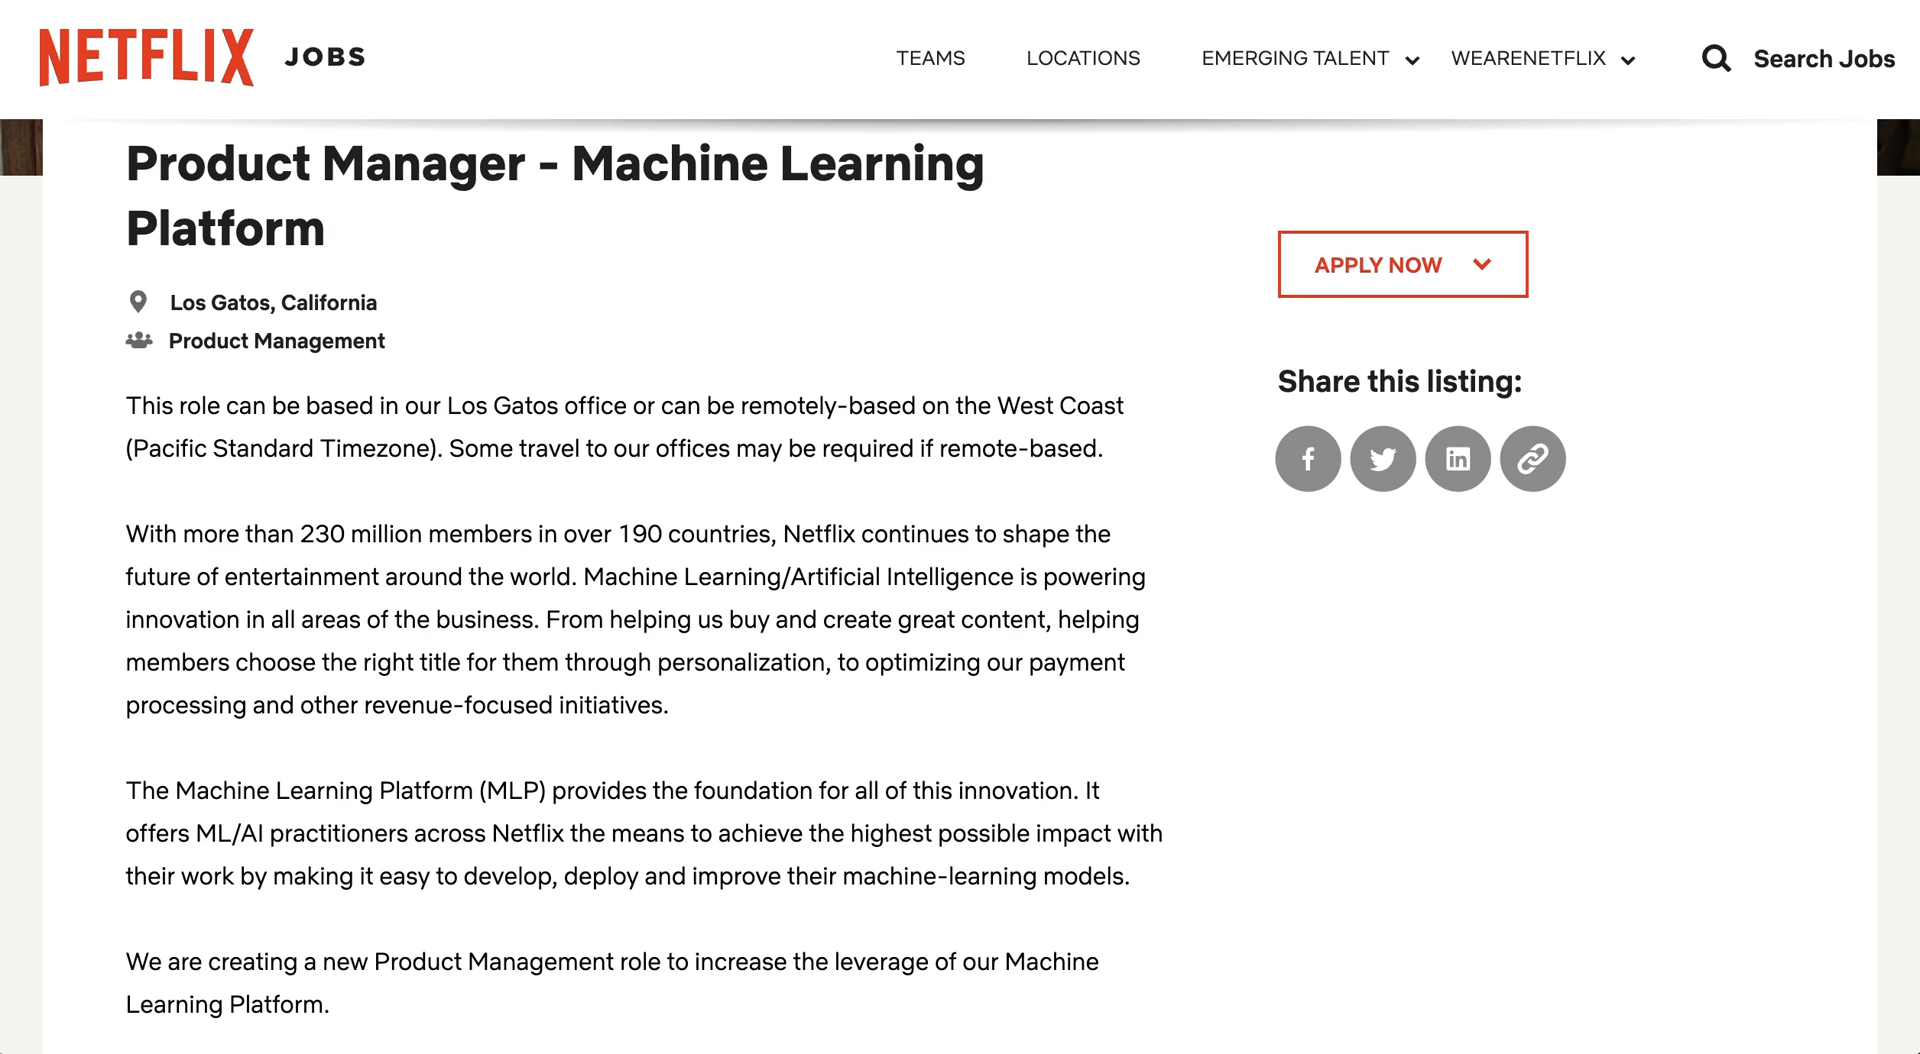 NETFLIX JOBS
TEAMS LOCATIONS EMERGING TALENT WEARENETFLIX Search Jobs
Product Manager - Machine Learning
Platform
Los Gatos, California
Product Management
APPLY NOW
Share this listing:
This role can be based in our Los Gatos office or can be remotely-based on the West Coast
(Pacific Standard Timezone). Some travel to our offices may be required if remote-based.
With more than 230 million members in over 190 countries, Netflix continues to shape the
future of entertainment around the world. Machine Learning/Artificial Intelligence is powering
innovation in all areas of the business. From helping us buy and create great content, helping
members choose the right title for them through personalization, to optimizing our payment
processing and other revenue-focused initiatives.
The Machine Learning Platform (MLP) provides the foundation for all of this innovation. It
offers ML/AI practitioners across Netflix the means to achieve the highest possible impact with
their work by making it easy to develop, deploy and improve their machine-learning models.
We are creating a new Product Management role to increase the leverage of our Machine
Learning Platform.